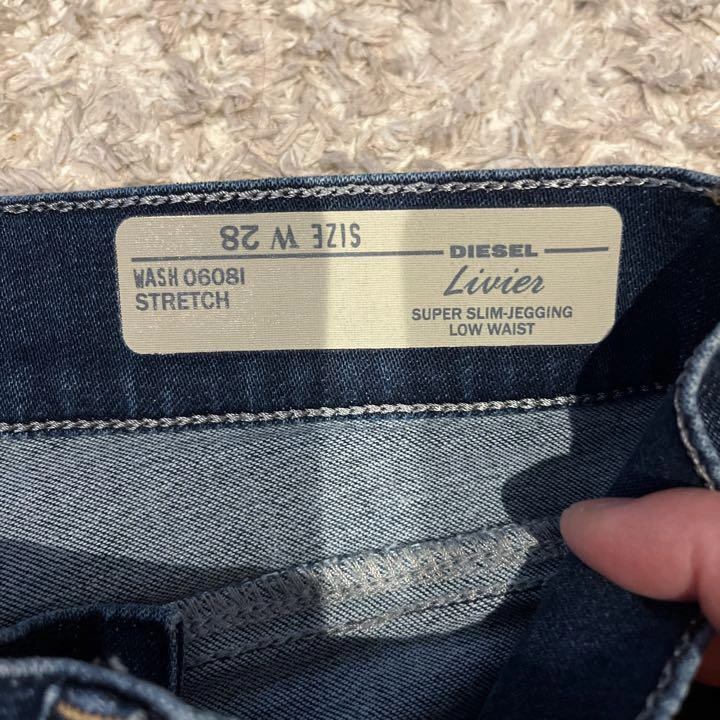 SIZE W 28
DIESEL
Livier
SUPER SLIM-JEGGING
LOW WAIST
WASH 0608I
STRETCH